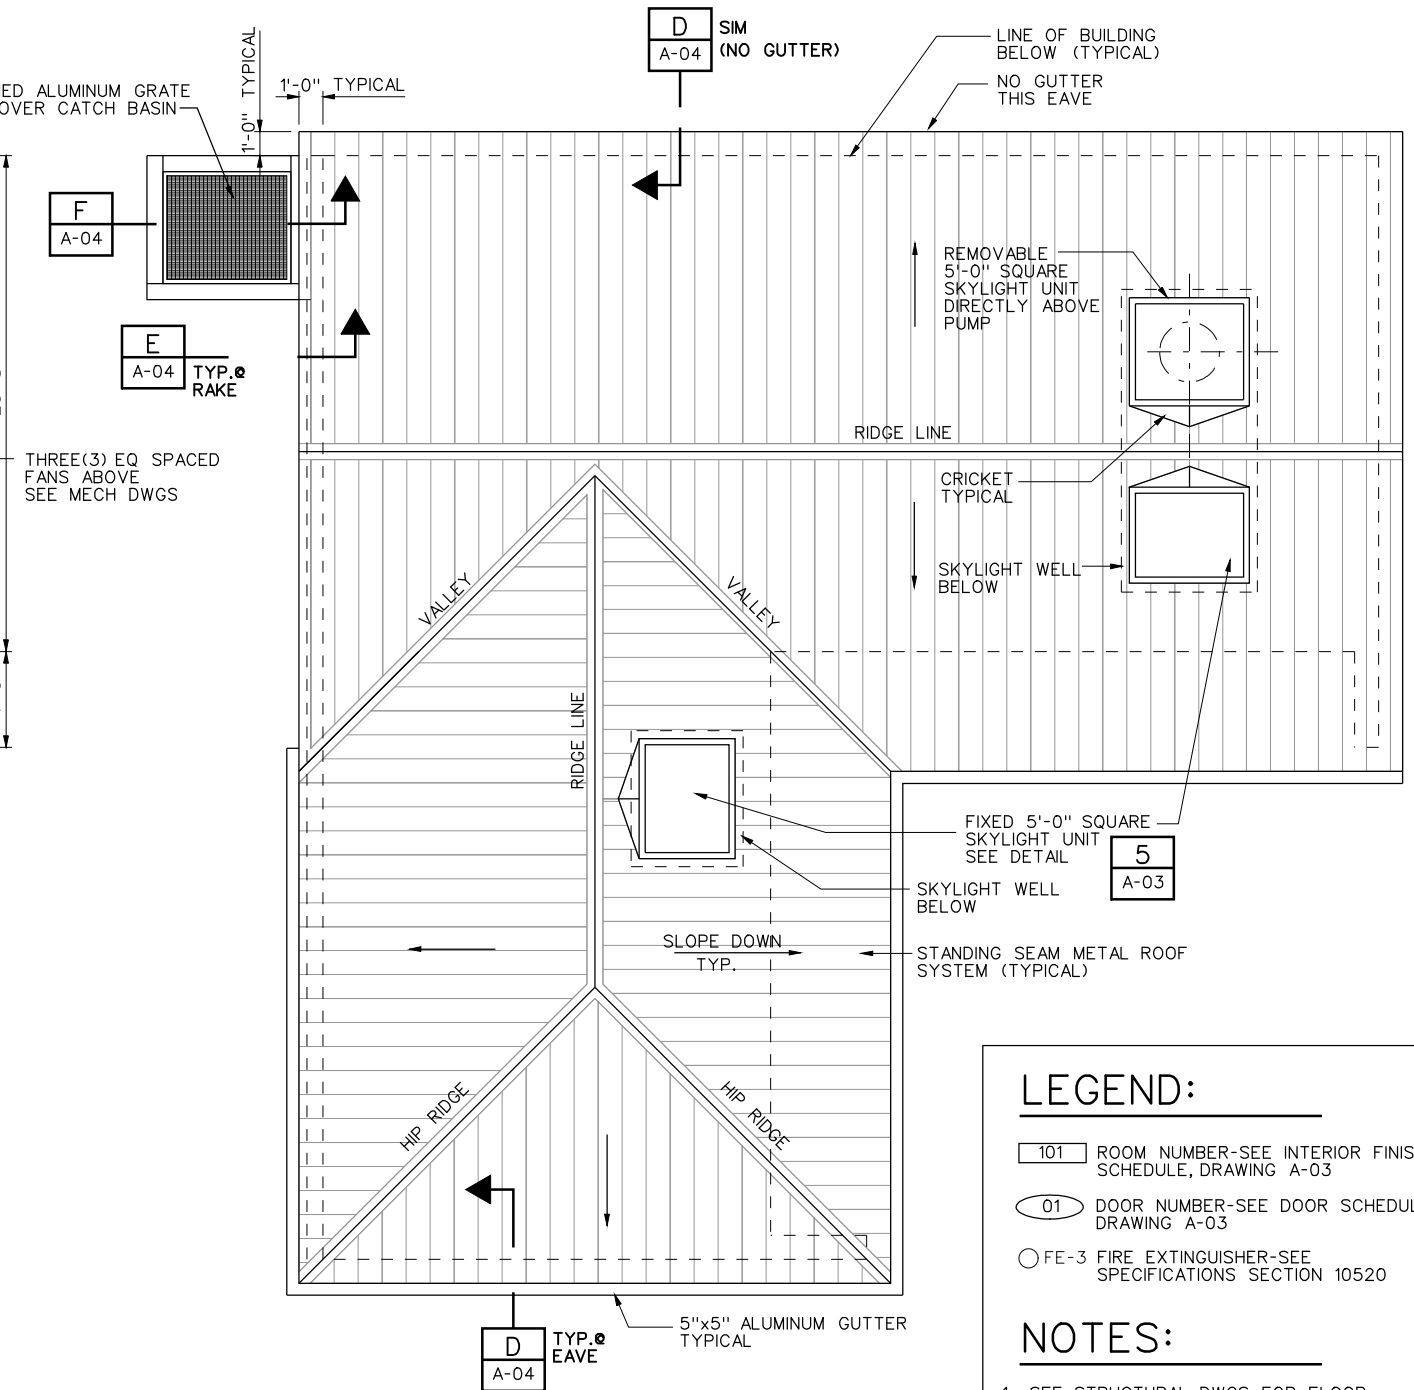 D
A-04
SIM
(NO GUTTER)
LINE OF BUILDING
BELOW (TYPICAL)
NO GUTTER
THIS EAVE
1'-0" TYPICAL
1'-0" TYPICAL
ALUMINUM GRATE
OVER CATCH BASIN
F
A-04
E
A-04
TYP.@
RAKE
REMOVABLE
5'-0" SQUARE
SKYLIGHT UNIT
DIRECTLY ABOVE
PUMP
RIDGE LINE
THREE(3) EQ SPACED
FANS ABOVE
SEE MECH DWGS
CRICKET
TYPICAL
SKYLIGHT WELL
BELOW
VALLEY
VALLEY
RIDGE LINE
FIXED 5'-0" SQUARE
SKYLIGHT UNIT
SEE DETAIL
5
A-03
SKYLIGHT WELL
BELOW
SLOPE DOWN
TYP.
STANDING SEAM METAL ROOF
SYSTEM (TYPICAL)
HIP RIDGE
HIP RIDGE
5"x5" ALUMINUM GUTTER
TYPICAL
D
A-04
TYP.@
EAVE
LEGEND:
101 ROOM NUMBER-SEE INTERIOR FINIS
SCHEDULE, DRAWING A-03
01 DOOR NUMBER-SEE DOOR SCHEDUL
DRAWING A-03
FE-3 FIRE EXTINGUISHER-SEE
SPECIFICATIONS SECTION 10520
NOTES:
1. SEE STRUCTURAL DWGS FOR FLOOR